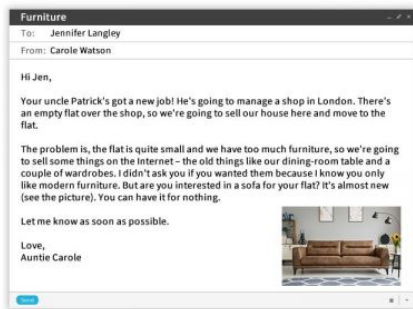 Furniture
To: Jennifer Langley
From: Carole Watson
Hi Jen,
Your uncle Patrick's got a new job! He's going to manage a shop in London. There's
an empty flat over the shop, so we're going to sell our house here and move to the
flat.
The problem is, the flat is quite small and we have too much furniture, so we're going
to sell some things on the Internet – the old things like our dining-room table and a
couple of wardrobes. I didn't ask you if you wanted them because I know you only
like modern furniture. But are you interested in a sofa for your flat? It's almost new
(see the picture). You can have it for nothing.
Let me know as soon as possible.
Love,
Auntie Carole
Send